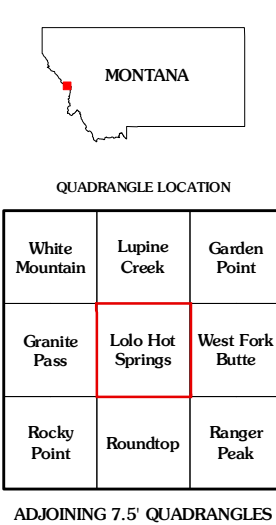 MONTANA
QUADRANGLE LOCATION
White
Mountain
Lupine
Creek
Garden
Point
Granite
Pass
Lolo Hot
Springs
West Fork
Butte
Rocky
Point
Roundtop
Ranger
Peak
ADJOINING 7.5' QUADRANGLES